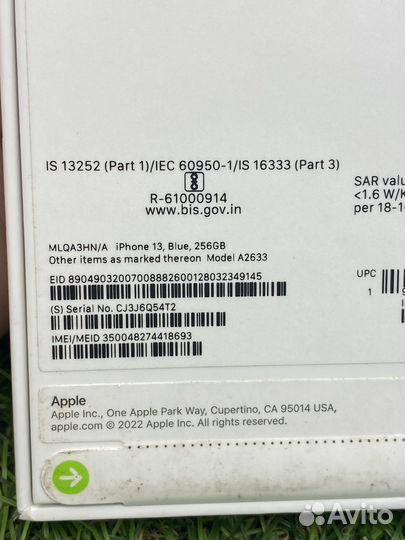 IS 13252 (Part 1)/IEC 60950-1/IS 16333 (Part 3)
R-61000914
www.bis.gov.in
SAR valu
<1.6 W/K
per 18-1
MLQA3HN/A iPhone 13, Blue, 256GB
Other items as marked thereon Model A2633
EID 89049032007008882600128032349145
(S) Serial No. CJ3J6Q54T2
IMEI/MEID 350048274418693
UPC
1
Apple
Apple Inc., One Apple Park Way, Cupertino, CA 95014 USA,
apple.com © 2022 Apple Inc. All rights reserved.
Avito